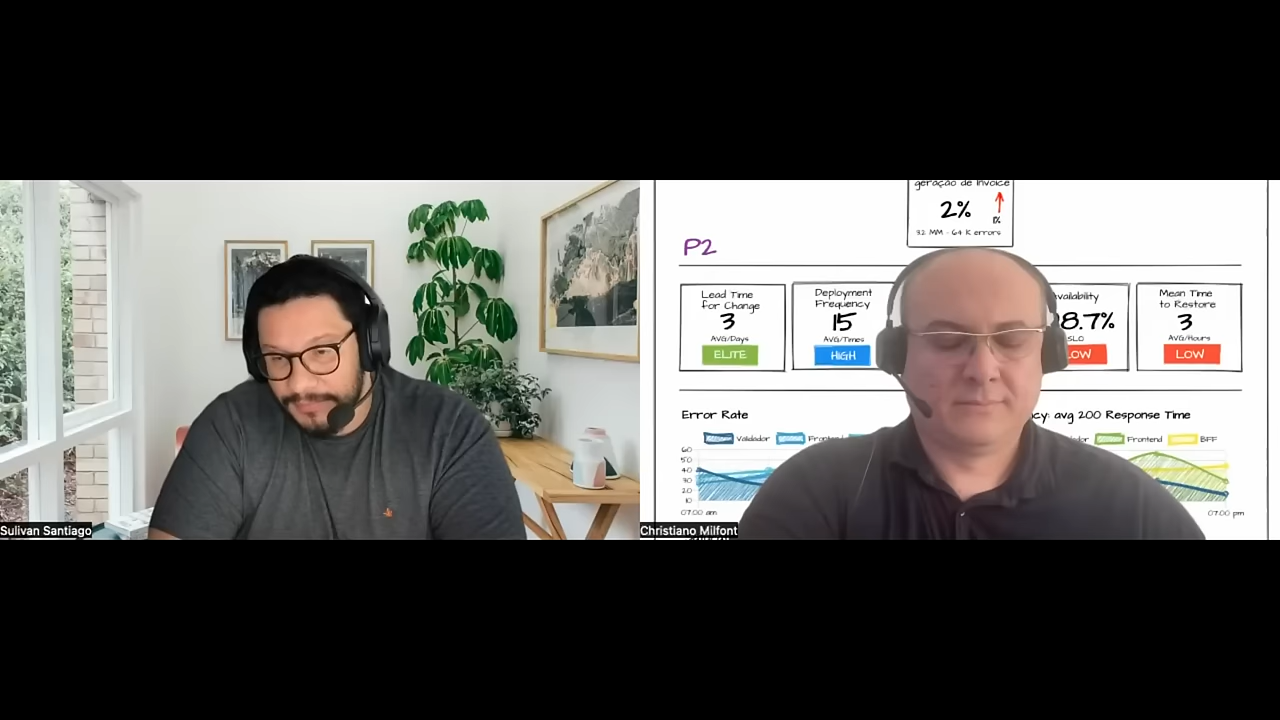 geração de Invoice
2%
1%
3.2 MM - 64 K errors
P2
Lead Time
for Change
3
AVG/Days
ELITE
Deployment
Frequency
15
AVG/Times
HIGH
vailability
8.7%
SLO
LOW
Mean Time
to Restore
3
AVG/Hours
LOW
Error Rate
Validador
60
50
40
30
20
10
07:00 am
cy: avg 200 Response Time
Frontend
BFF
07:00 pm
Sulivan Santiago
Christiano Milfont